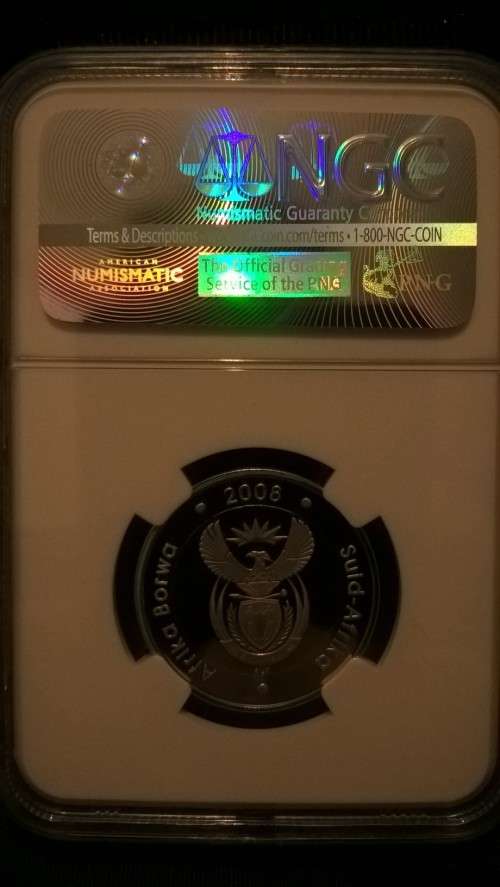 NGC
Numismatic Guaranty
Terms & Descriptions coin.com/terms • 1-800-NGC-COIN
AMERICAN
NUMISMATIC
ASSOCIATION
The Official Grading
Service of the PNG
PNG
• 2008 •
Afrika Borwa
Suid-Afrika